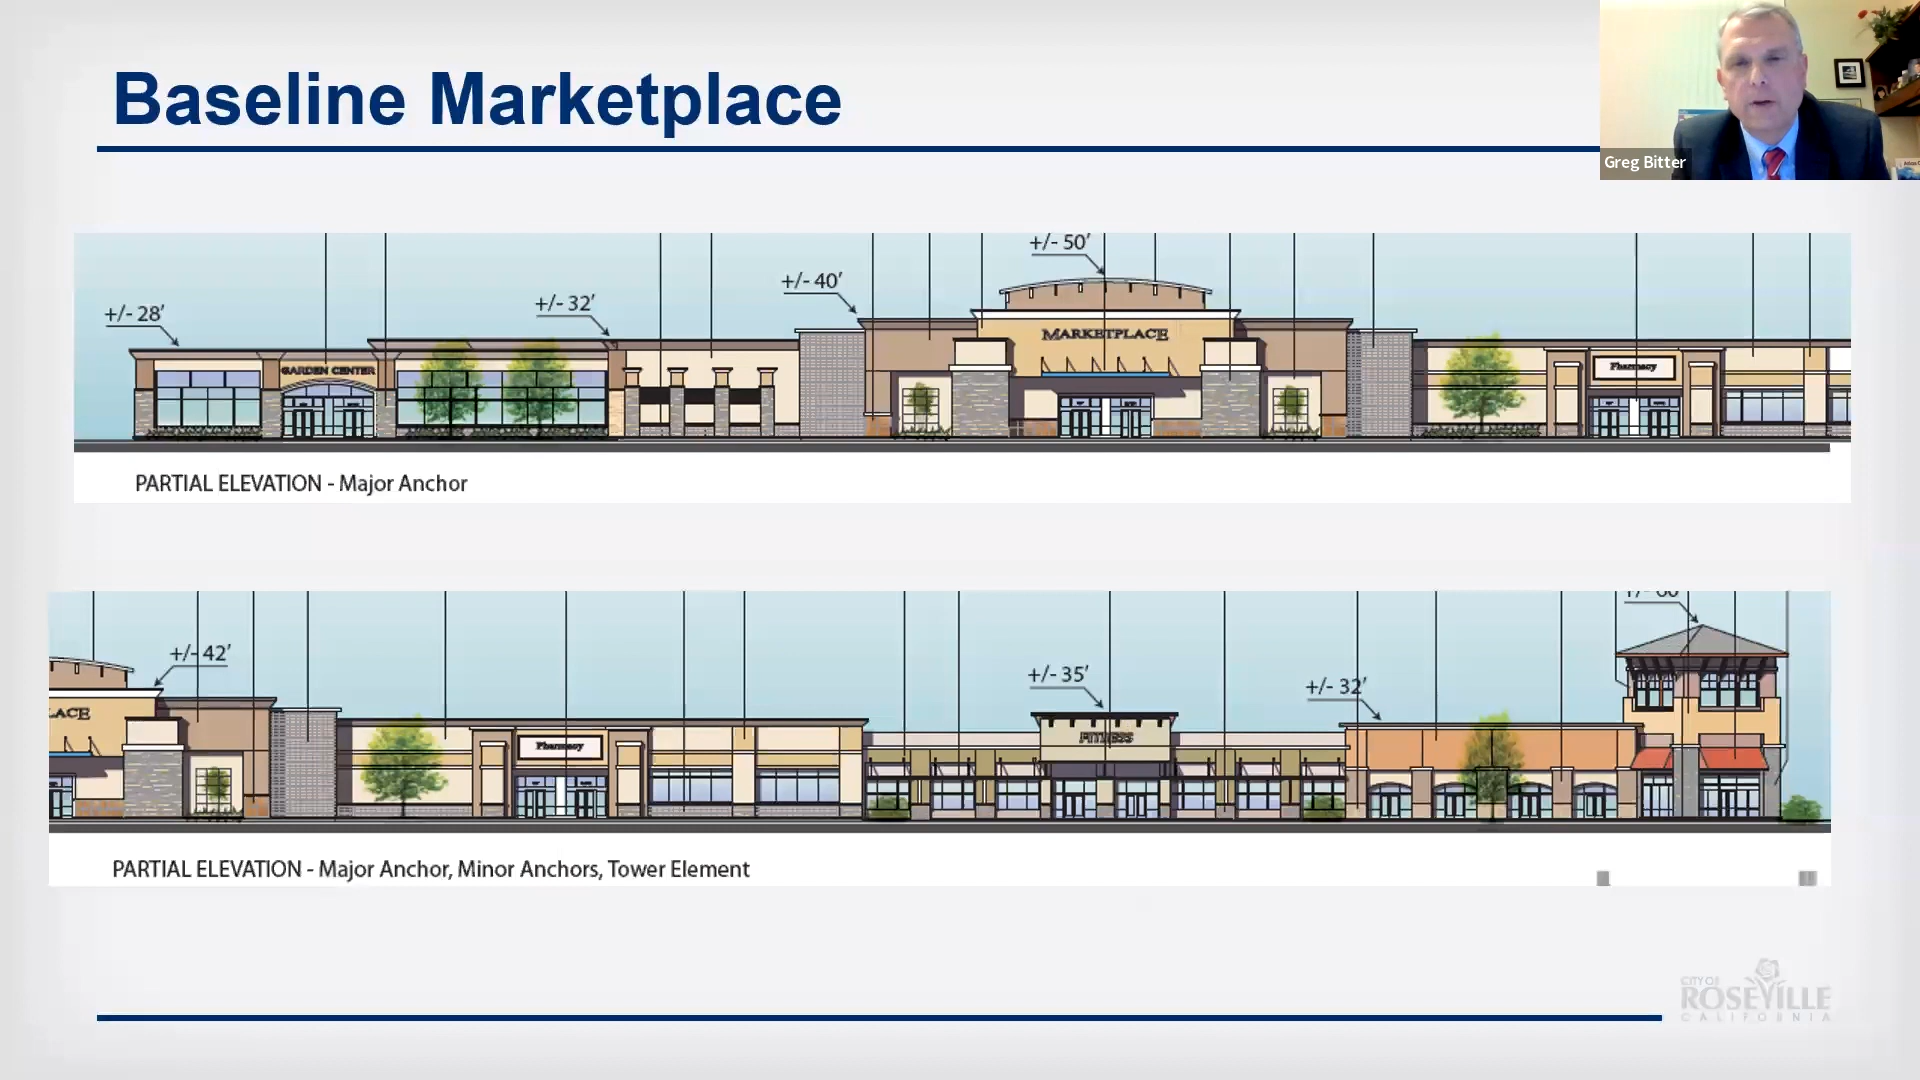 Baseline Marketplace
Greg Bitter
+/- 50'
+/- 40'
+/- 32'
+/- 28'
MARKETPLACE
GARDEN CENTER
Pharmacy
PARTIAL ELEVATION - Major Anchor
+/- 42'
+/- 35'
+/- 32'
LACE
FITNESS
Pharmacy
PARTIAL ELEVATION - Major Anchor, Minor Anchors, Tower Element
CITY OF
ROSEVILLE
CALIFORNIA